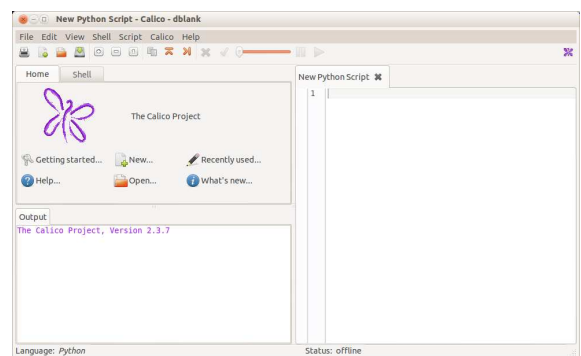 New Python Script - Calico - dblank
File Edit View Shell Script Calico Help
Home Shell
The Calico Project
Getting started... New... Recently used...
Help... Open... What's new...
Output
The Calico Project, Version 2.3.7
New Python Script
1
Language: Python Status: offline